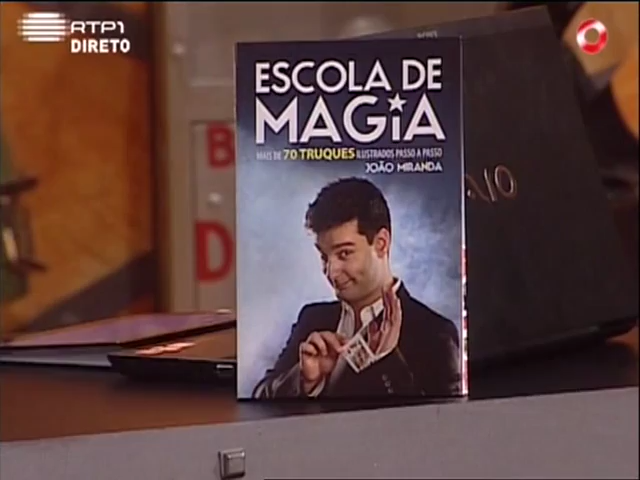 RTP1
DIRETO
ESCOLA DE
MAGiA
MAIS DE 70 TRUQUES ILUSTRADOS PASSO A PASSO
JOÃO MIRANDA